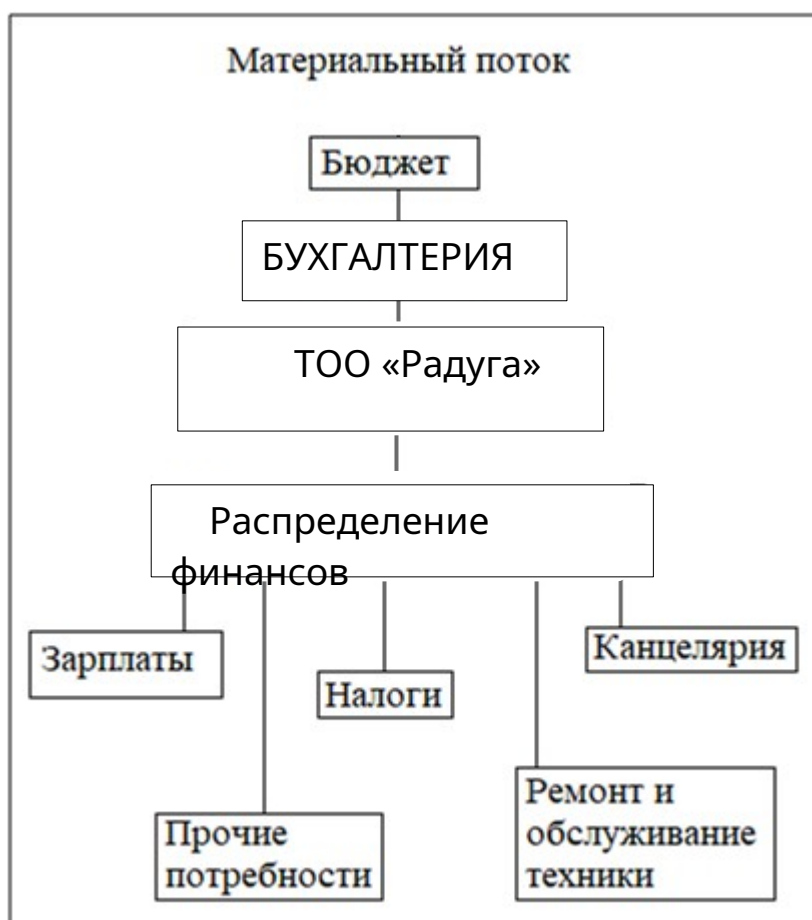 Материальный поток
Бюджет
БУХГАЛТЕРИЯ
ТОО «Радуга»
Распределение
финансов
Зарплаты
Канцелярия
Налоги
Прочие
потребности
Ремонт и
обслуживание
техники